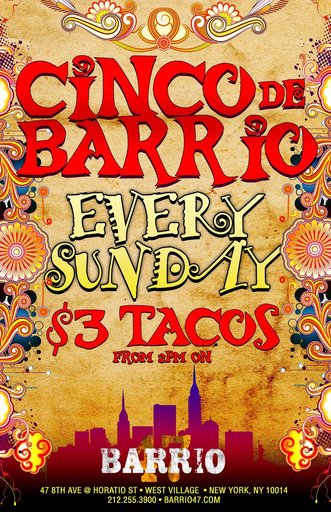 CINCO DE
BARRIO
EVERY
SUNDAY
$3 TACOS
FROM 2PM ON
47
BARRIO
47 8TH AVE @ HORATIO ST • WEST VILLAGE • NEW YORK, NY 10014
212.255.3900 • BARRIO47.COM